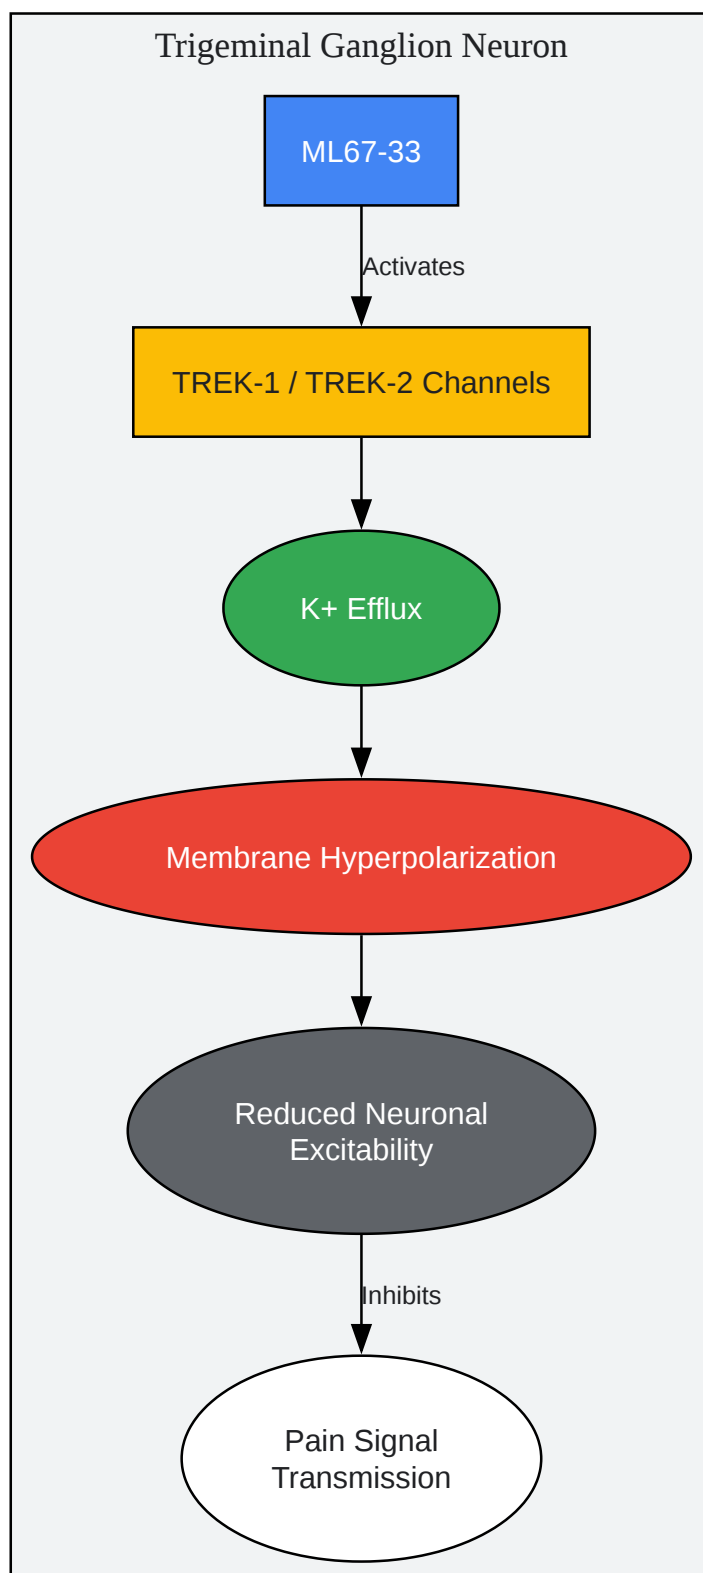 Trigeminal Ganglion Neuron
ML67-33
Activates
TREK-1 / TREK-2 Channels
K+ Efflux
Membrane Hyperpolarization
Reduced Neuronal
Excitability
Inhibits
Pain Signal
Transmission